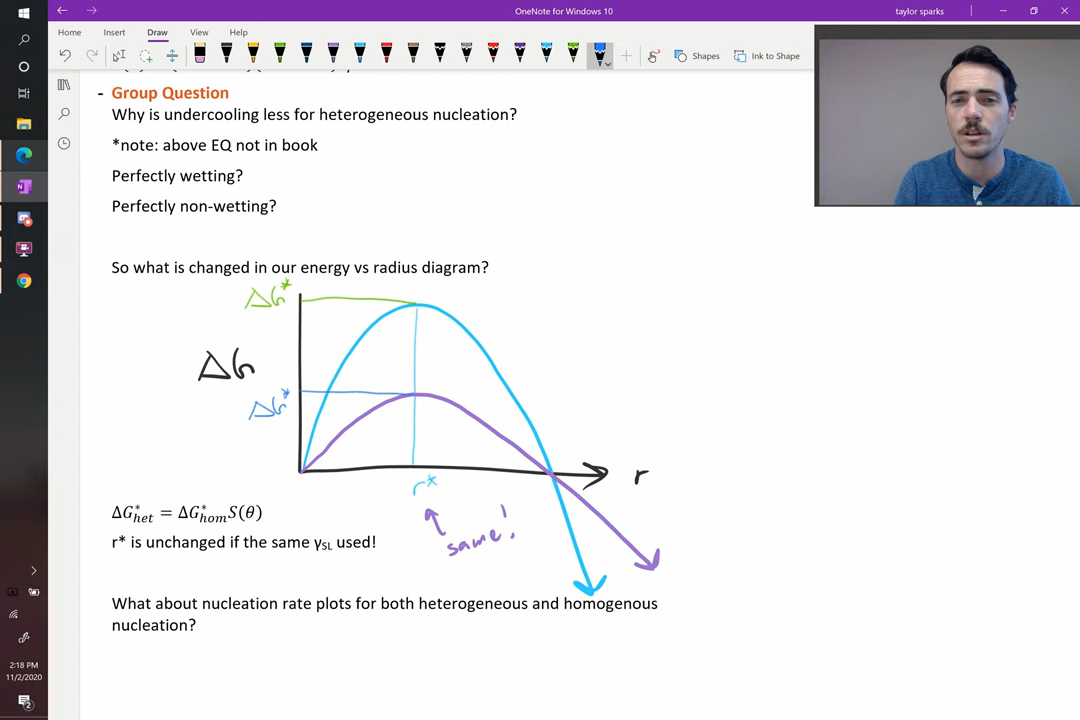 OneNote for Windows 10
taylor sparks
Home
Insert
Draw
View
Help
Shapes
Ink to Shape
- Group Question
Why is undercooling less for heterogeneous nucleation?
*note: above EQ not in book
Perfectly wetting?
Perfectly non-wetting?
So what is changed in our energy vs radius diagram?
ΔG*
ΔG
ΔG*
r
r*
same!
ΔG*het = ΔG*hom S(θ)
r* is unchanged if the same γSL used!
What about nucleation rate plots for both heterogeneous and homogenous
nucleation?
2:18 PM
11/2/2020